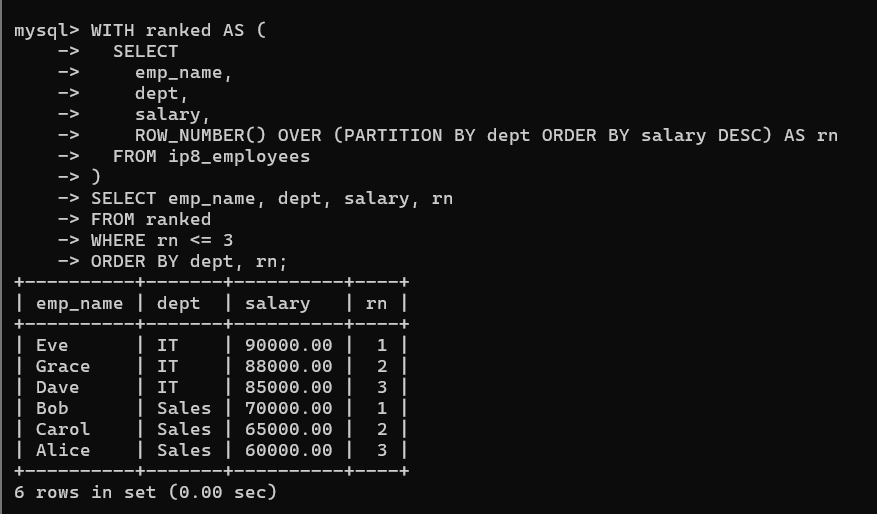 mysql> WITH ranked AS (
    ->   SELECT
    ->     emp_name,
    ->     dept,
    ->     salary,
    ->     ROW_NUMBER() OVER (PARTITION BY dept ORDER BY salary DESC) AS rn
    ->   FROM ip8_employees
    -> )
    -> SELECT emp_name, dept, salary, rn
    -> FROM ranked
    -> WHERE rn <= 3
    -> ORDER BY dept, rn;
+----------+-------+----------+----+
| emp_name | dept  | salary   | rn |
+----------+-------+----------+----+
| Eve      | IT    | 90000.00 |  1 |
| Grace    | IT    | 88000.00 |  2 |
| Dave     | IT    | 85000.00 |  3 |
| Bob      | Sales | 70000.00 |  1 |
| Carol    | Sales | 65000.00 |  2 |
| Alice    | Sales | 60000.00 |  3 |
+----------+-------+----------+----+
6 rows in set (0.00 sec)